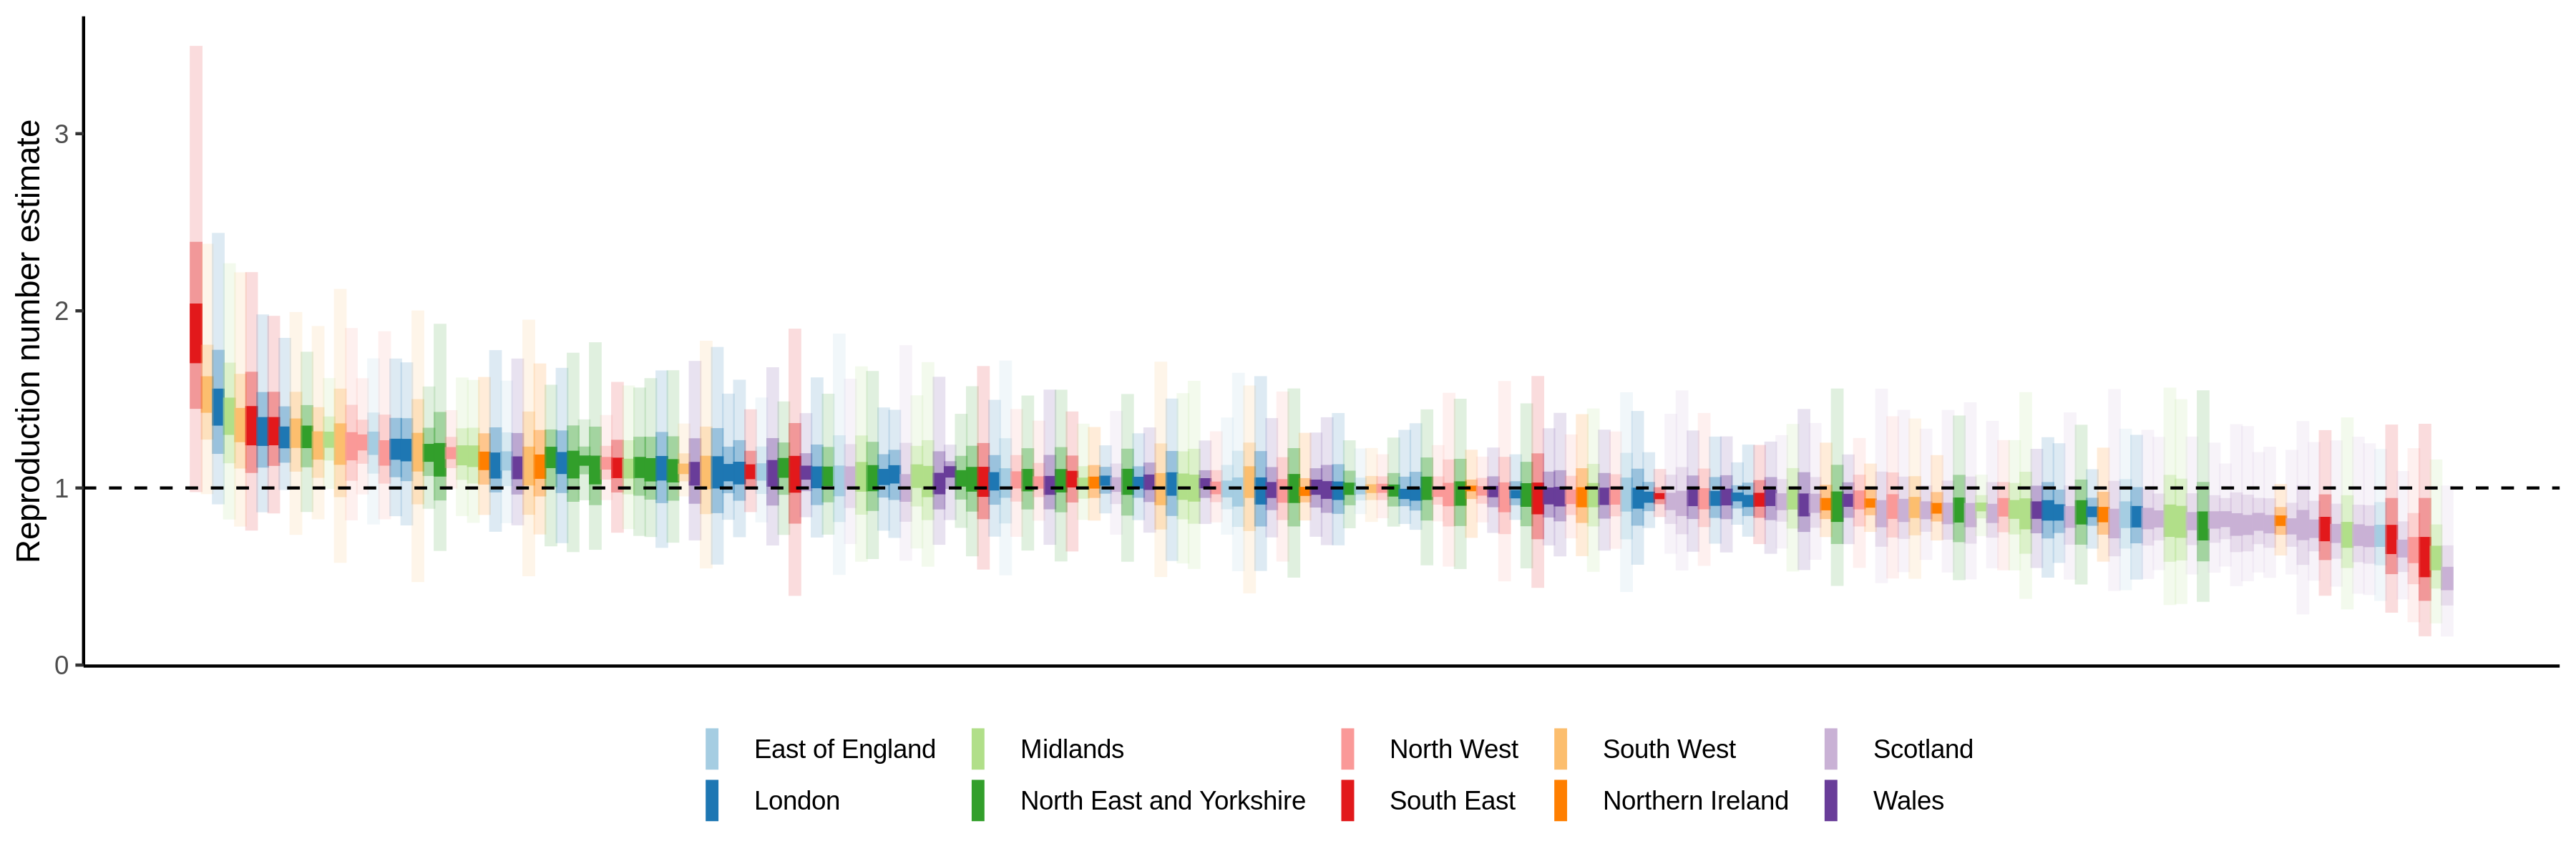 Reproduction number estimate
3
2
1
0
East of England
Midlands
North West
South West
Scotland
London
North East and Yorkshire
South East
Northern Ireland
Wales